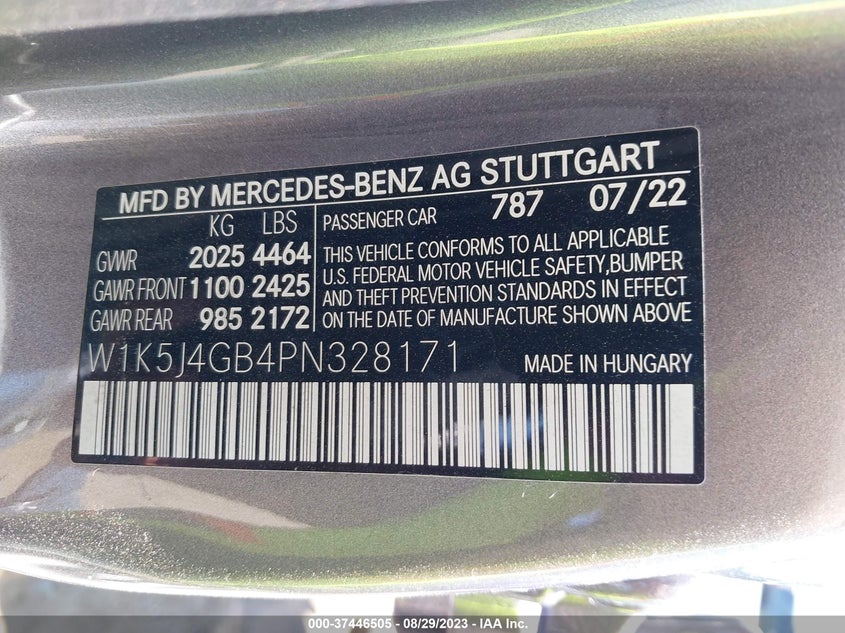 MFD BY MERCEDES-BENZ AG STUTTGART
KG LBS
GVWR 2025 4464
GAWR FRONT 1100 2425
GAWR REAR 985 2172
PASSENGER CAR 787 07/22
THIS VEHICLE CONFORMS TO ALL APPLICABLE
U.S. FEDERAL MOTOR VEHICLE SAFETY,BUMPER
AND THEFT PREVENTION STANDARDS IN EFFECT
ON THE DATE OF MANUFACTURE SHOWN ABOVE
W1K5J4GB4PN328171 MADE IN HUNGARY
000-37446505 - 08/29/2023 - IAA Inc.